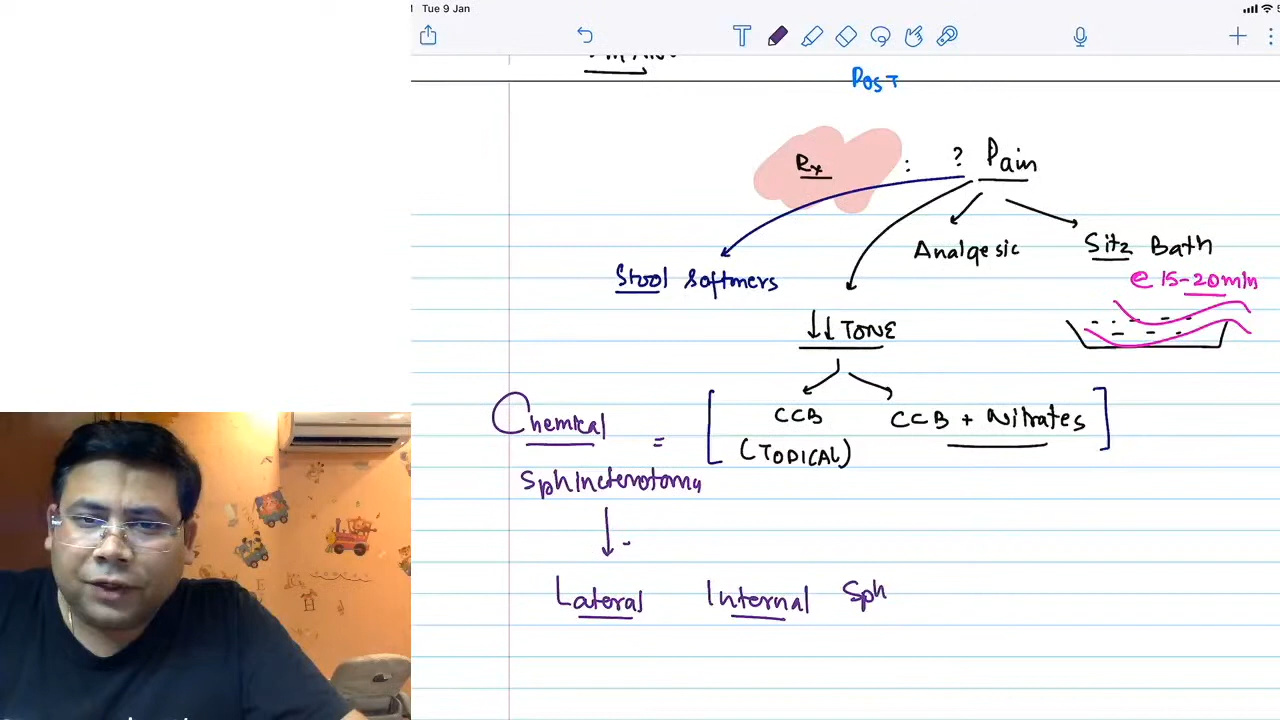 Tue 9 Jan
Post
Rx : ? Pain
Analgesic
Sitz Bath
@ 15-20min
Stool Softners
↓↓ TONE
Chemical = [ CCB CCB + Nitrates ]
(TOPICAL)
Sphincterotomy
Lateral Internal Sph